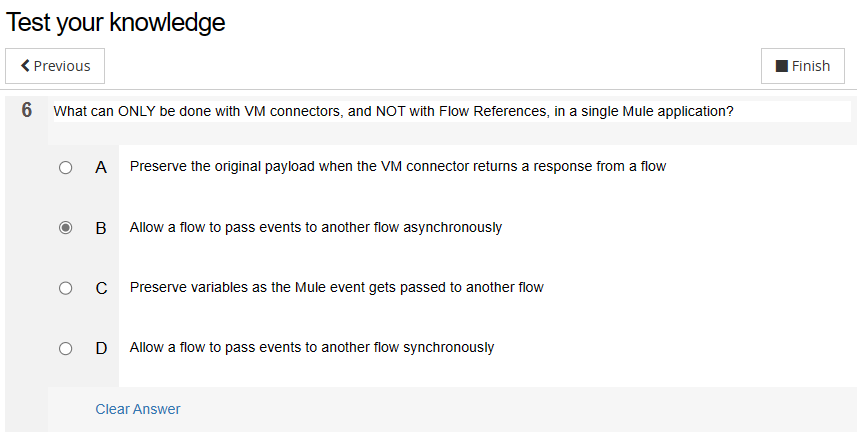 Test your knowledge
Previous
Finish
6 What can ONLY be done with VM connectors, and NOT with Flow References, in a single Mule application?
A Preserve the original payload when the VM connector returns a response from a flow
B Allow a flow to pass events to another flow asynchronously
C Preserve variables as the Mule event gets passed to another flow
D Allow a flow to pass events to another flow synchronously
Clear Answer